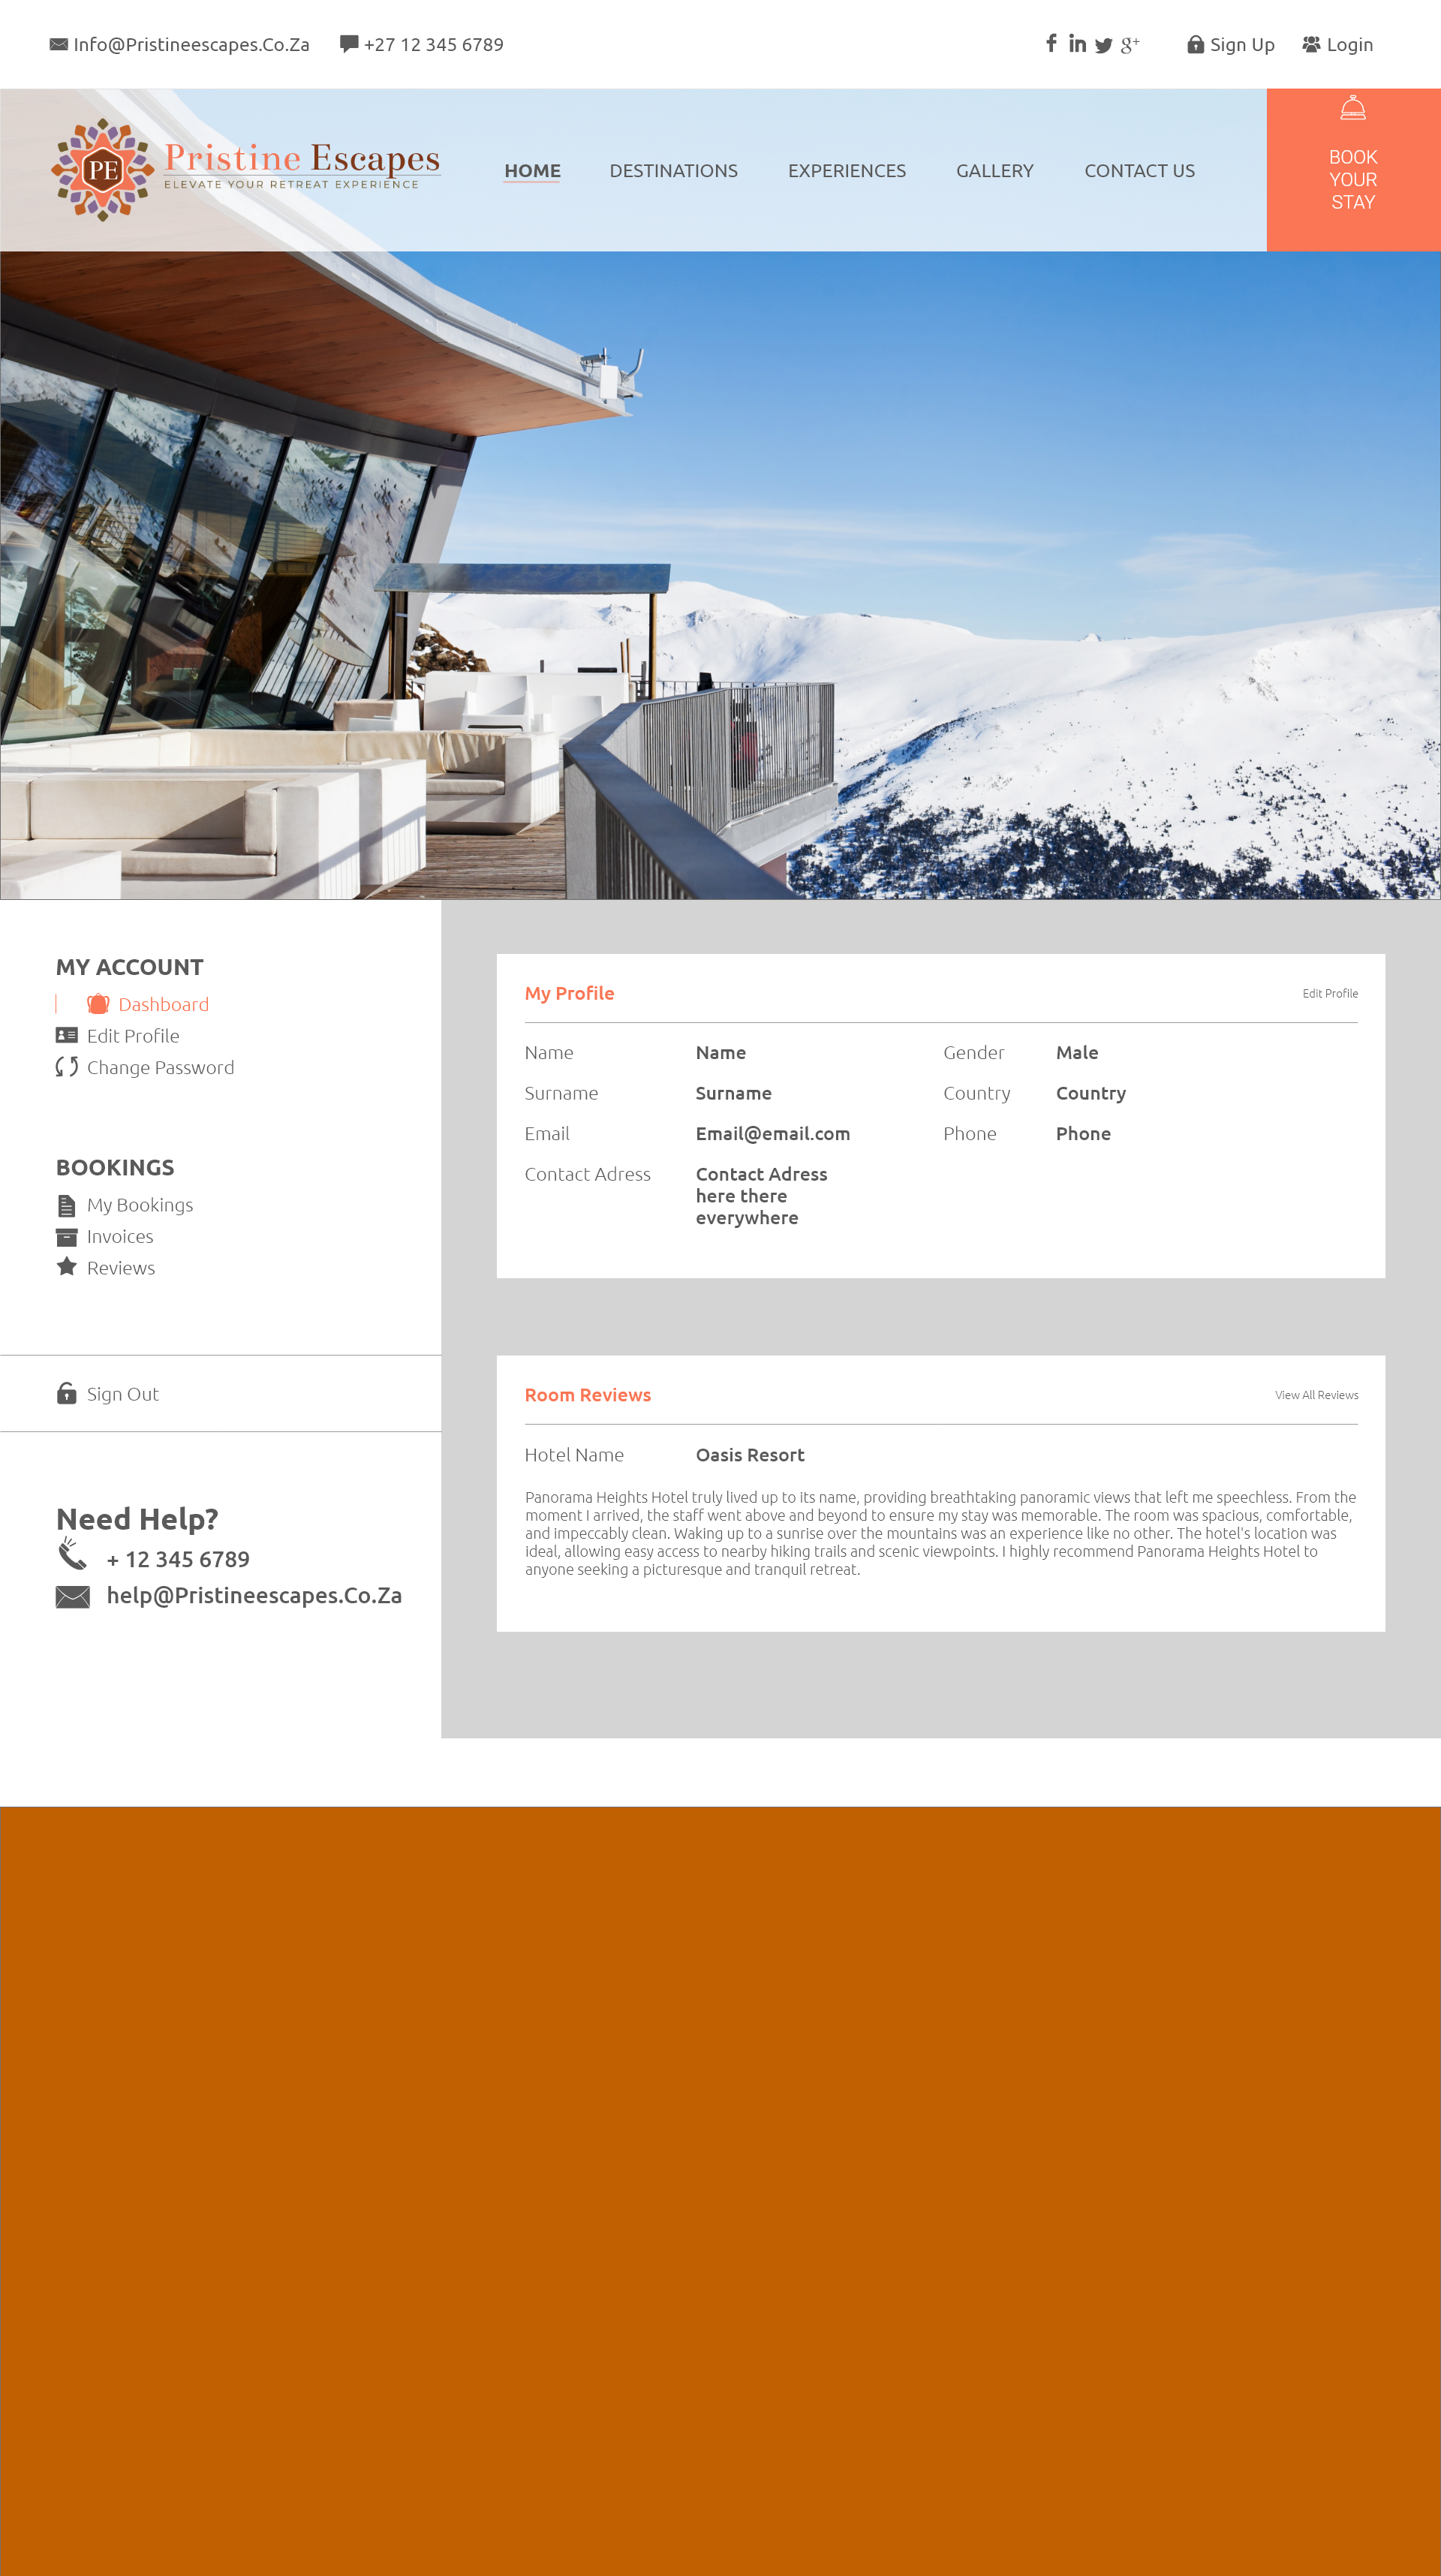 Info@Pristineescapes.Co.Za +27 12 345 6789 Sign Up Login
PE
Pristine Escapes
ELEVATE YOUR RETREAT EXPERIENCE
HOME DESTINATIONS EXPERIENCES GALLERY CONTACT US
BOOK
YOUR
STAY
MY ACCOUNT
Dashboard
Edit Profile
Change Password
BOOKINGS
My Bookings
Invoices
Reviews
Sign Out
Need Help?
+ 12 345 6789
help@Pristineescapes.Co.Za
My Profile Edit Profile
Name Name Gender Male
Surname Surname Country Country
Email Email@email.com Phone Phone
Contact Adress Contact Adress
here there
everywhere
Room Reviews View All Reviews
Hotel Name Oasis Resort
Panorama Heights Hotel truly lived up to its name, providing breathtaking panoramic views that left me speechless. From the
moment I arrived, the staff went above and beyond to ensure my stay was memorable. The room was spacious, comfortable,
and impeccably clean. Waking up to a sunrise over the mountains was an experience like no other. The hotel's location was
ideal, allowing easy access to nearby hiking trails and scenic viewpoints. I highly recommend Panorama Heights Hotel to
anyone seeking a picturesque and tranquil retreat.